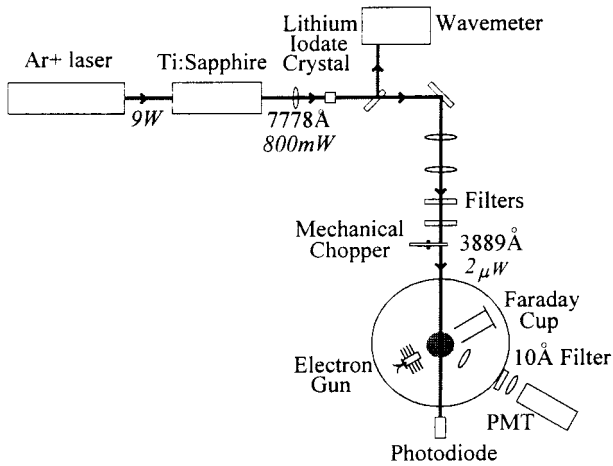 Lithium
Iodate
Crystal
Wavemeter
Ar+ laser
Ti:Sapphire
9W
7778Å
800mW
Filters
Mechanical
Chopper
3889Å
2μW
Faraday
Cup
Electron
Gun
10Å Filter
PMT
Photodiode